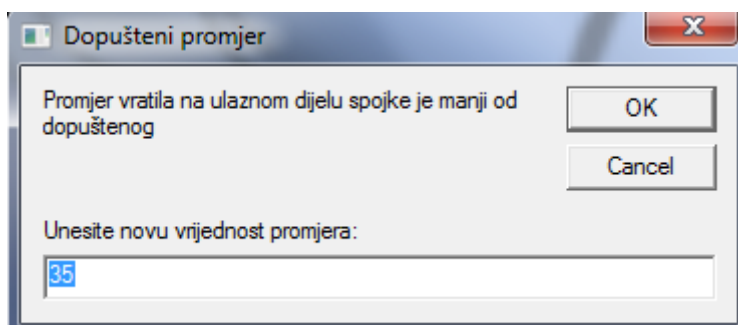 Dopušteni promjer
Promjer vratila na ulaznom dijelu spojke je manji od
dopuštenog
OK
Cancel
Unesite novu vrijednost promjera:
35